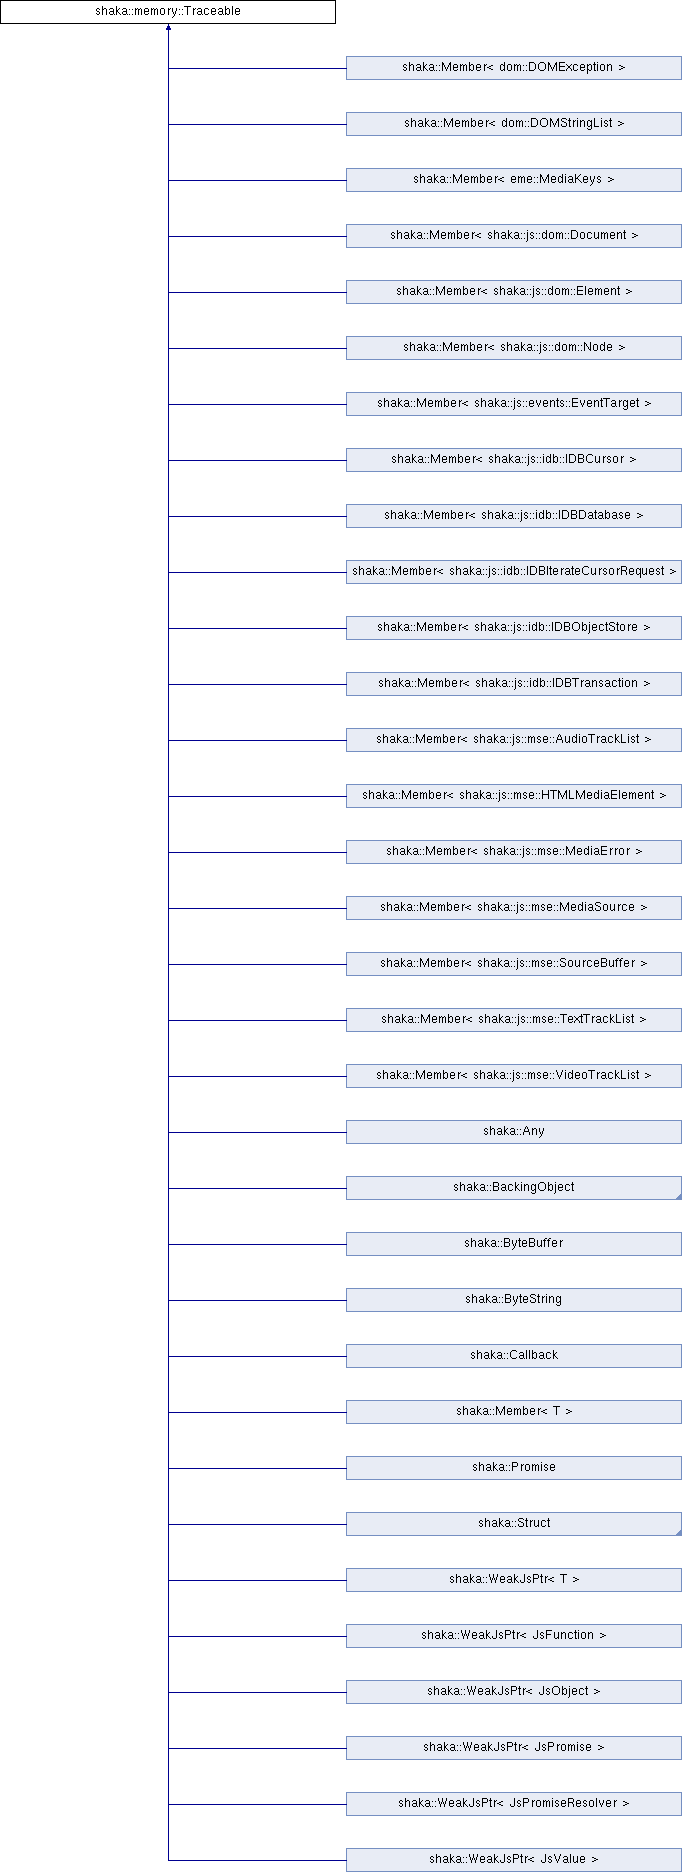 shaka::memory::Traceable
shaka::Member< dom::DOMException >
shaka::Member< dom::DOMStringList >
shaka::Member< eme::MediaKeys >
shaka::Member< shaka::js::dom::Document >
shaka::Member< shaka::js::dom::Element >
shaka::Member< shaka::js::dom::Node >
shaka::Member< shaka::js::events::EventTarget >
shaka::Member< shaka::js::idb::IDBCursor >
shaka::Member< shaka::js::idb::IDBDatabase >
shaka::Member< shaka::js::idb::IDBIterateCursorRequest >
shaka::Member< shaka::js::idb::IDBObjectStore >
shaka::Member< shaka::js::idb::IDBTransaction >
shaka::Member< shaka::js::mse::AudioTrackList >
shaka::Member< shaka::js::mse::HTMLMediaElement >
shaka::Member< shaka::js::mse::MediaError >
shaka::Member< shaka::js::mse::MediaSource >
shaka::Member< shaka::js::mse::SourceBuffer >
shaka::Member< shaka::js::mse::TextTrackList >
shaka::Member< shaka::js::mse::VideoTrackList >
shaka::Any
shaka::BackingObject
shaka::ByteBuffer
shaka::ByteString
shaka::Callback
shaka::Member< T >
shaka::Promise
shaka::Struct
shaka::WeakJsPtr< T >
shaka::WeakJsPtr< JsFunction >
shaka::WeakJsPtr< JsObject >
shaka::WeakJsPtr< JsPromise >
shaka::WeakJsPtr< JsPromiseResolver >
shaka::WeakJsPtr< JsValue >